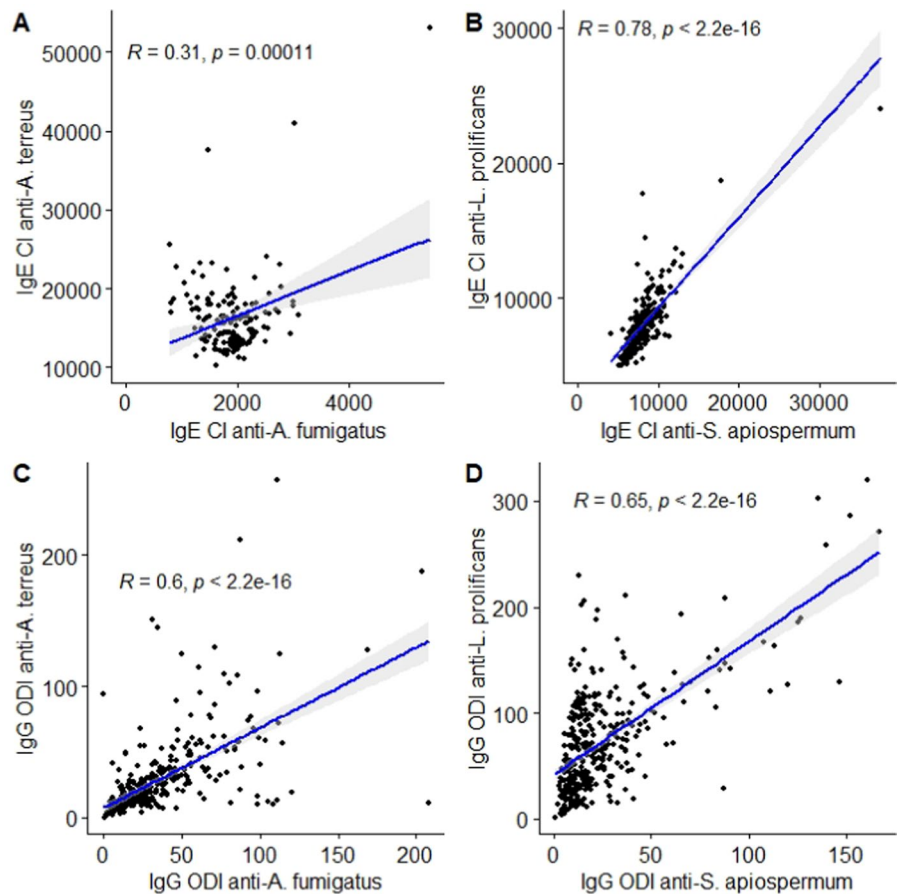 A
R = 0.31, p = 0.00011
50000
40000
30000
20000
10000
IgE CI anti-A. terreus
0
2000
4000
IgE CI anti-A. fumigatus
B
R = 0.78, p < 2.2e-16
30000
20000
10000
IgE CI anti-L. prolificans
0
10000
20000
30000
IgE CI anti-S. apiospermum
C
R = 0.6, p < 2.2e-16
200
100
0
IgG ODI anti-A. terreus
0
50
100
150
200
IgG ODI anti-A. fumigatus
D
R = 0.65, p < 2.2e-16
300
200
100
0
IgG ODI anti-L. prolificans
0
50
100
150
IgG ODI anti-S. apiospermum